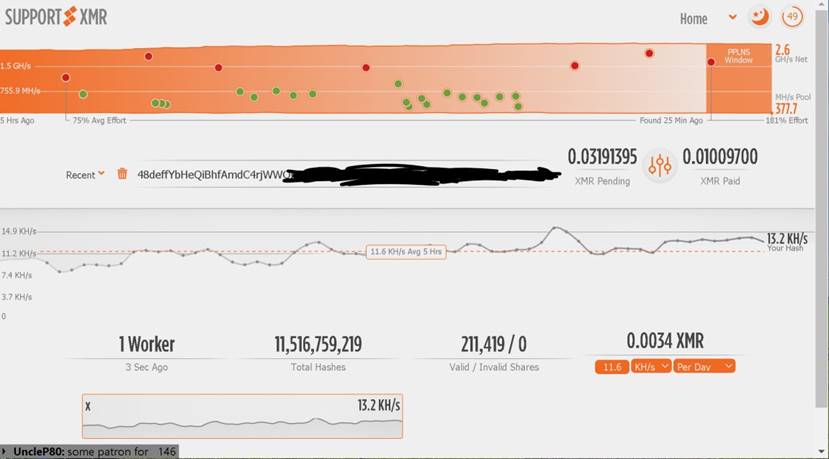 SUPPORT XMR
Home
49
2.6
GH/s Net
PPLNS
Window
1.5 GH/s
755.9 MH/s
MH/s Pool
377.7
5 Hrs Ago
75% Avg Effort
Found 25 Min Ago
181% Effort
Recent
48deffYbHeQiBhfAmdC4rjWWO
0.03191395
XMR Pending
0.01009700
XMR Paid
14.9 KH/s
11.2 KH/s
7.4 KH/s
3.7 KH/s
0
11.6 KH/s Avg 5 Hrs
13.2 KH/s
Your Hash
1 Worker
3 Sec Ago
11,516,759,219
Total Hashes
211,419 / 0
Valid / Invalid Shares
0.0034 XMR
11.6 KH/s Per Day
X 13.2 KH/s
UncleP80: some patron for 146